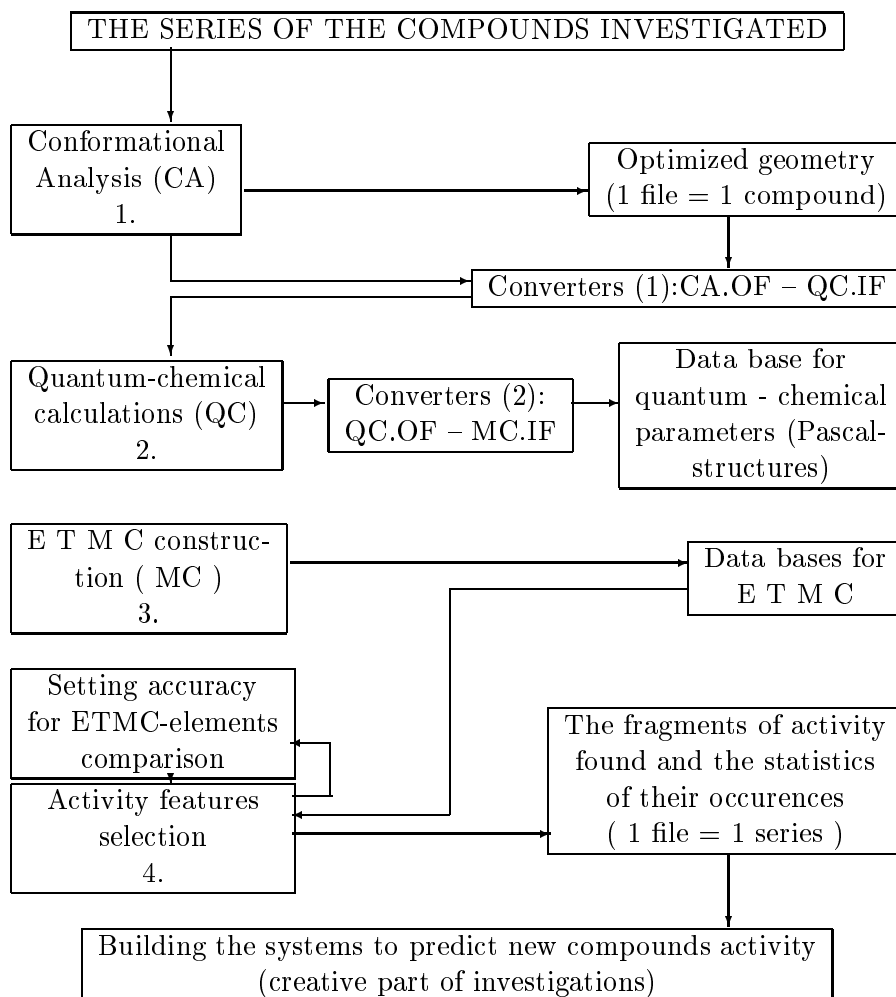 THE SERIES OF THE COMPOUNDS INVESTIGATED
Conformational
Analysis (CA)
1.
Optimized geometry
(1 file = 1 compound)
Converters (1):CA.OF – QC.IF
Quantum-chemical
calculations (QC)
2.
Converters (2):
QC.OF – MC.IF
Data base for
quantum - chemical
parameters (Pascal-
structures)
E T M C construc-
tion ( MC )
3.
Data bases for
E T M C
Setting accuracy
for ETMC-elements
comparison
Activity features
selection
4.
The fragments of activity
found and the statistics
of their occurences
( 1 file = 1 series )
Building the systems to predict new compounds activity
(creative part of investigations)